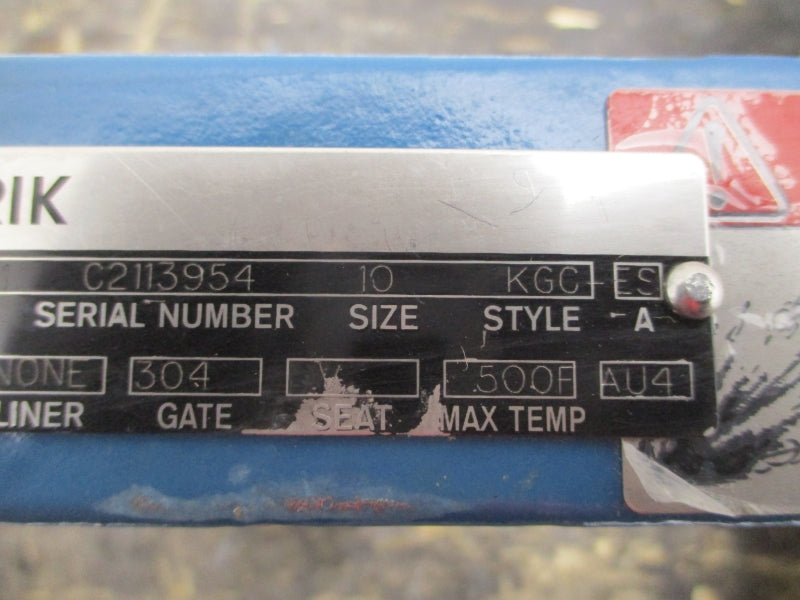 RIK
C2113954 10 KGC-ES
SERIAL NUMBER SIZE STYLE A
NONE 304 500F AU4
LINER GATE SEAT MAX TEMP